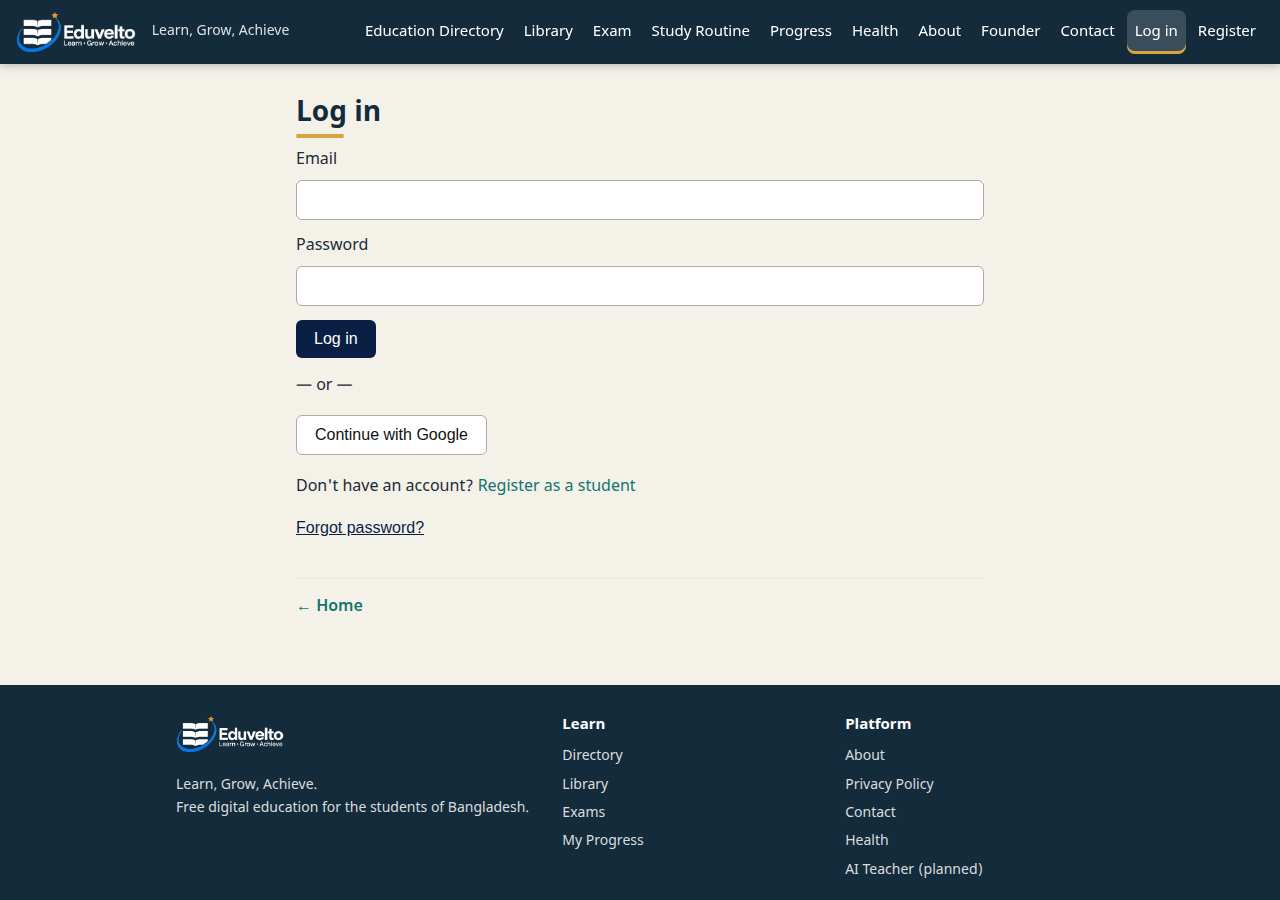 Eduvelto
Learn • Grow • Achieve
Learn, Grow, Achieve
Education Directory
Library
Exam
Study Routine
Progress
Health
About
Founder
Contact
Log in
Register
Log in
Email
Password
Log in
— or —
Continue with Google
Don't have an account? Register as a student
Forgot password?
← Home
Eduvelto
Learn • Grow • Achieve
Learn, Grow, Achieve.
Free digital education for the students of Bangladesh.
Learn
Directory
Library
Exams
My Progress
Platform
About
Privacy Policy
Contact
Health
AI Teacher (planned)